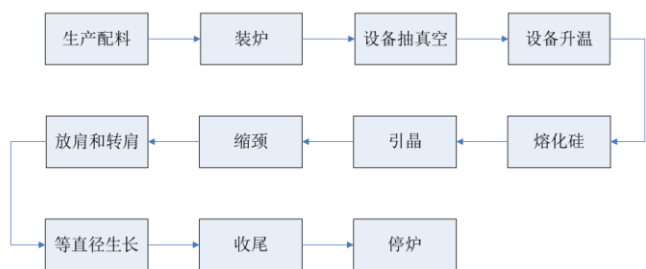 生产配料
装炉
设备抽真空
设备升温
熔化硅
引晶
缩颈
放肩和转肩
等直径生长
收尾
停炉